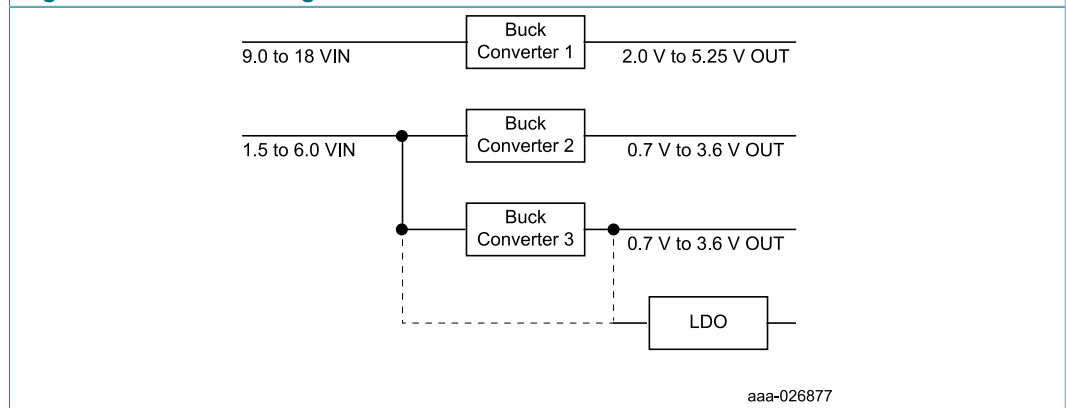 Buck
Converter 1
9.0 to 18 VIN
2.0 V to 5.25 V OUT
Buck
Converter 2
1.5 to 6.0 VIN
0.7 V to 3.6 V OUT
Buck
Converter 3
0.7 V to 3.6 V OUT
LDO
aaa-026877